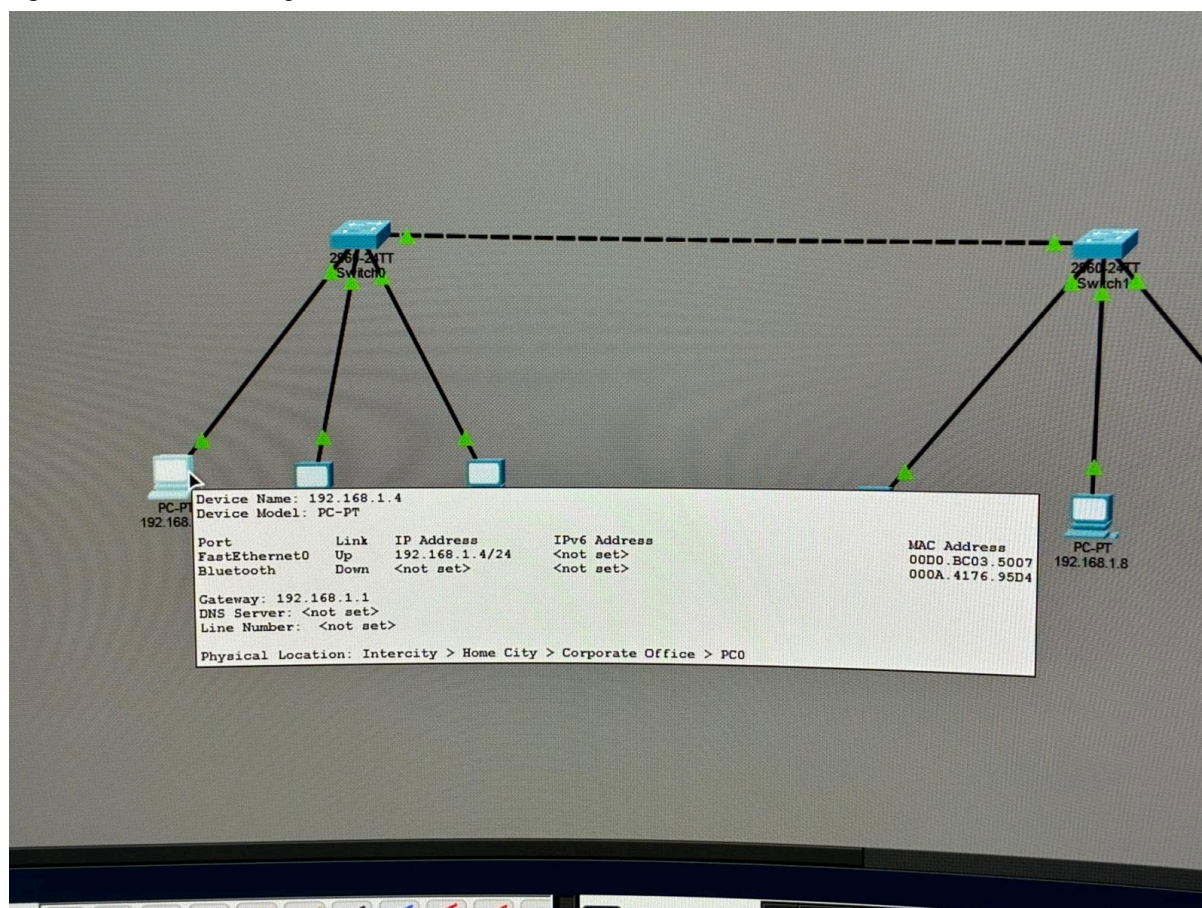 2960-24TT
Switch0
2960-24TT
Switch1
PC-PT
192.168.
Device Name: 192.168.1.4
Device Model: PC-PT
Port Link IP Address IPv6 Address MAC Address
FastEthernet0 Up 192.168.1.4/24 <not set> 00D0.BC03.5007
Bluetooth Down <not set> <not set> 000A.4176.95D4
Gateway: 192.168.1.1
DNS Server: <not set>
Line Number: <not set>
Physical Location: Intercity > Home City > Corporate Office > PC0
PC-PT
192.168.1.8